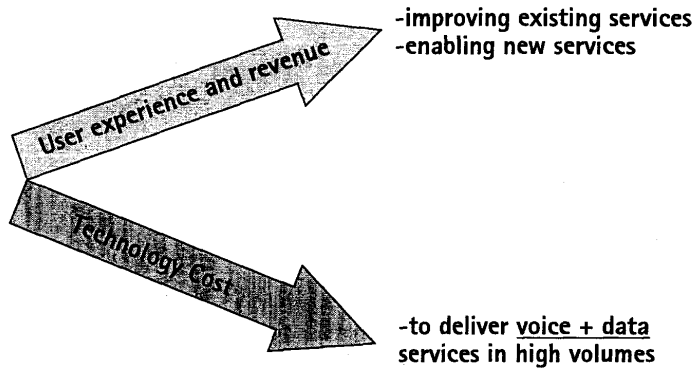 -improving existing services
-enabling new services
User experience and revenue
Technology Cost
-to deliver voice + data
services in high volumes